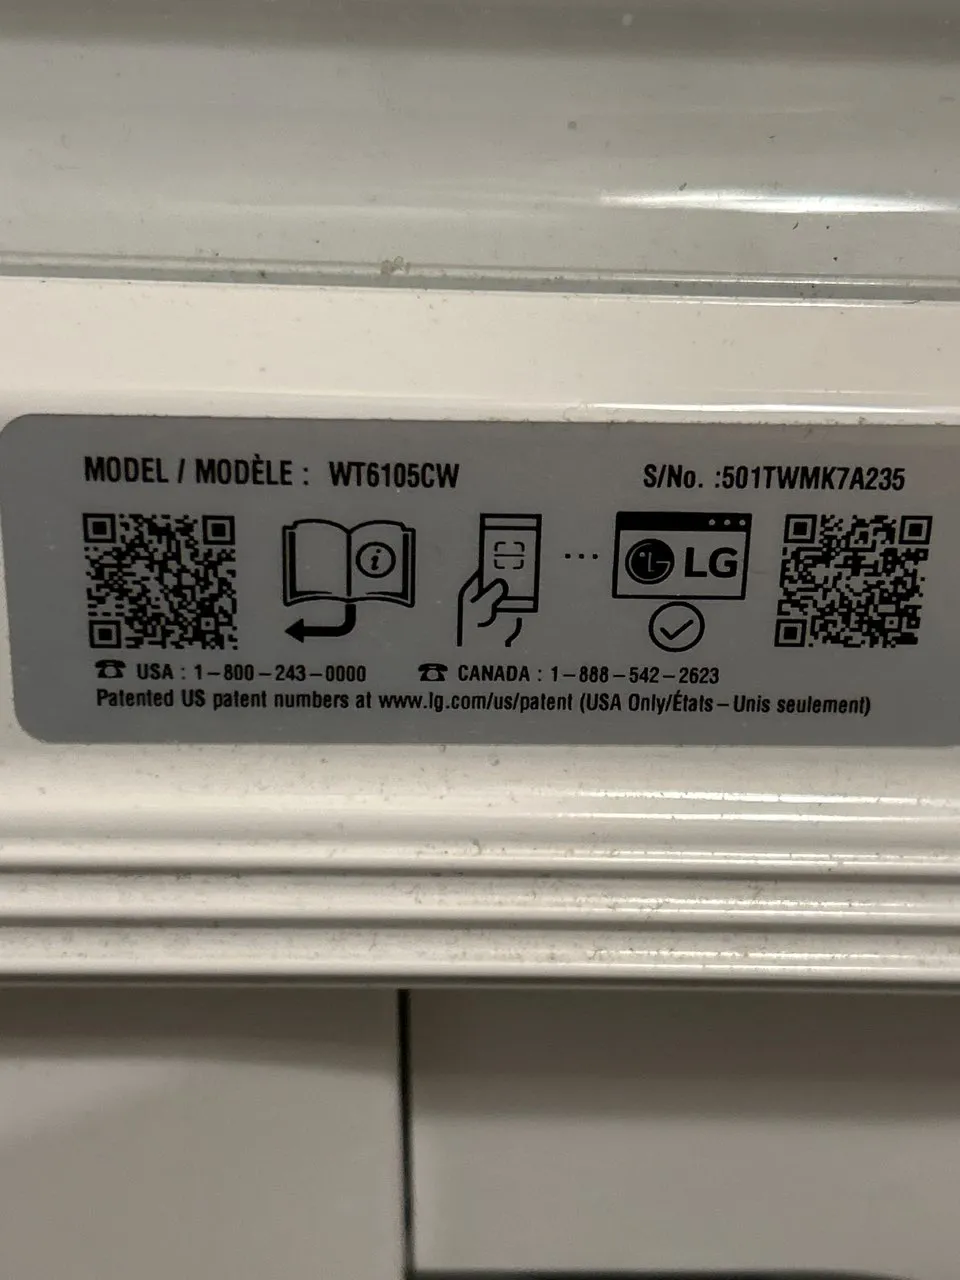 MODEL / MODÈLE : WT6105CW
S/No. :501TWMK7A235
LG
USA : 1-800-243-0000
CANADA : 1-888-542-2623
Patented US patent numbers at www.lg.com/us/patent (USA Only/États-Unis seulement)